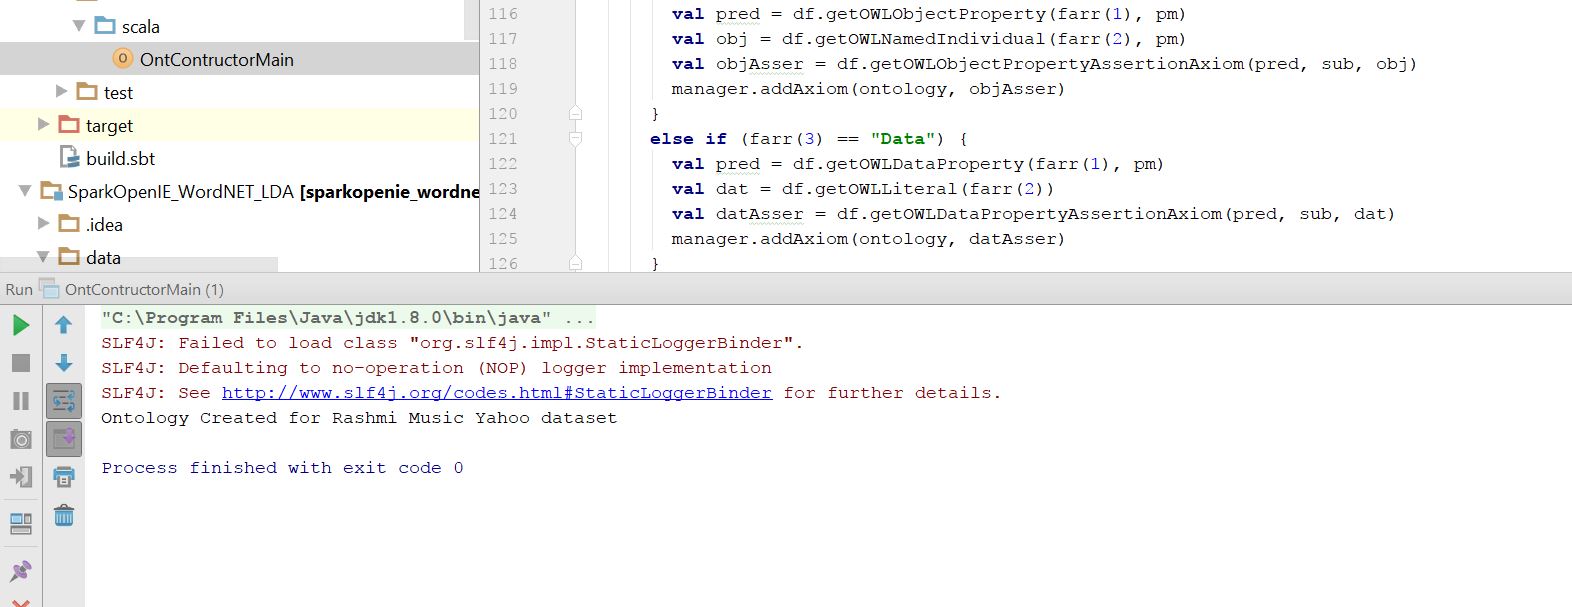 scala
OntContructorMain
test
target
build.sbt
SparkOpenIE_WordNET_LDA [sparkopenie_wordne
.idea
data
116 val pred = df.getOWLObjectProperty(farr(1), pm)
117 val obj = df.getOWLNamedIndividual(farr(2), pm)
118 val objAsser = df.getOWLObjectPropertyAssertionAxiom(pred, sub, obj)
119 manager.addAxiom(ontology, objAsser)
120 }
121 else if (farr(3) == "Data") {
122 val pred = df.getOWLDataProperty(farr(1), pm)
123 val dat = df.getOWLLiteral(farr(2))
124 val datAsser = df.getOWLDataPropertyAssertionAxiom(pred, sub, dat)
125 manager.addAxiom(ontology, datAsser)
126 }
Run OntContructorMain (1)
"C:\Program Files\Java\jdk1.8.0\bin\java" ...
SLF4J: Failed to load class "org.slf4j.impl.StaticLoggerBinder".
SLF4J: Defaulting to no-operation (NOP) logger implementation
SLF4J: See http://www.slf4j.org/codes.html#StaticLoggerBinder for further details.
Ontology Created for Rashmi Music Yahoo dataset
Process finished with exit code 0